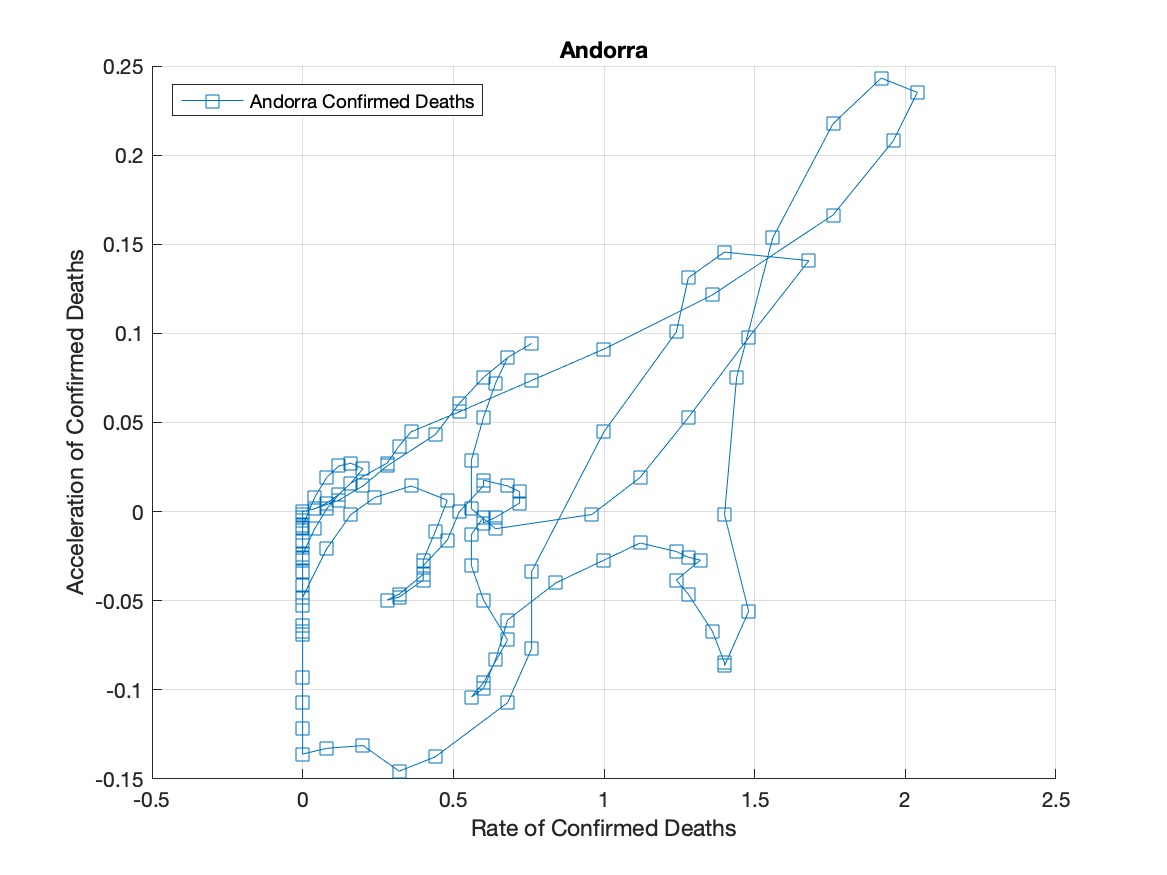 Andorra
Andorra Confirmed Deaths
0.25
0.2
0.15
0.1
0.05
0
-0.05
-0.1
-0.15
Acceleration of Confirmed Deaths
-0.5 0 0.5 1 1.5 2 2.5
Rate of Confirmed Deaths